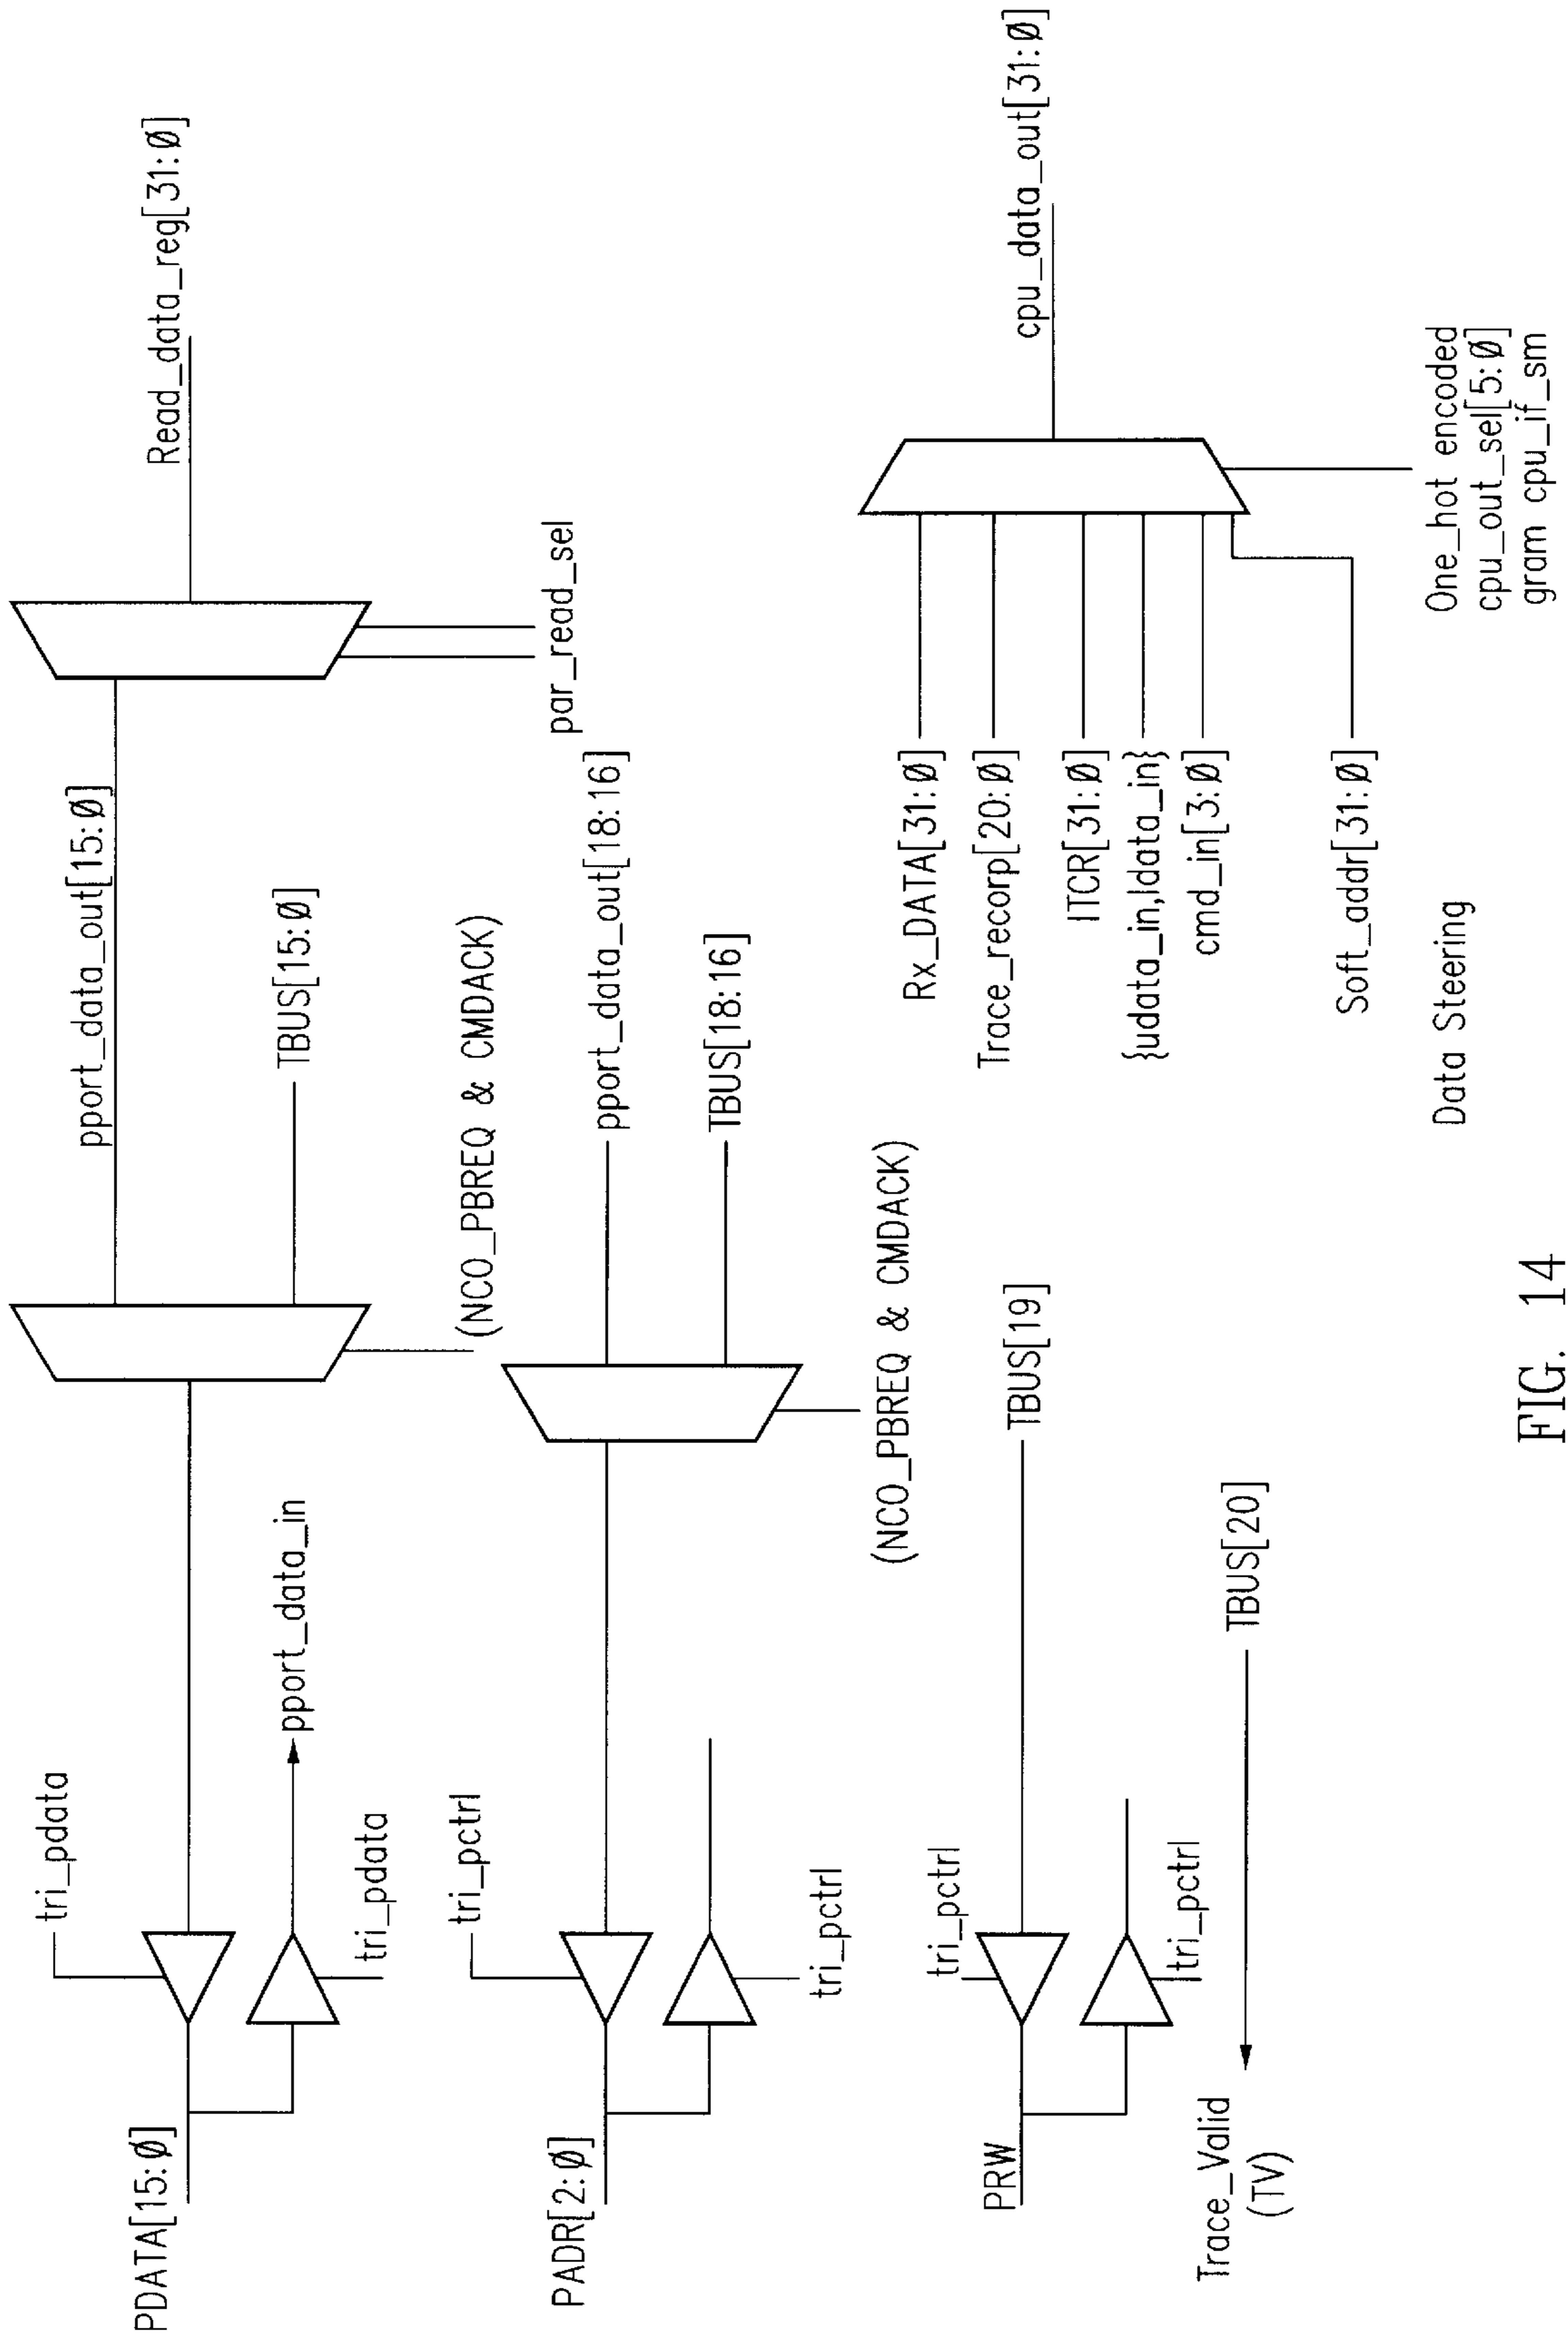 tri_pdata
PDATA[15:Ø]
pport_data_in
tri_pdata
pport_data_out[15:Ø]
TBUS[15:Ø]
(NCO_PBREQ & CMDACK)
Read_data_reg[31:Ø]
par_read_sel
tri_pctrl
PADR[2:Ø]
tri_pctrl
pport_data_out[18:16]
TBUS[18:16]
(NCO_PBREQ & CMDACK)
tri_pctrl
PRW
TBUS[19]
tri_pctrl
Trace_Valid
(TV)
TBUS[20]
Rx_DATA[31:Ø]
Trace_recorp[20:Ø]
ITCR[31:Ø]
{udata_in,ldata_in}
cmd_in[3:Ø]
Soft_addr[31:Ø]
cpu_data_out[31:Ø]
One_hot encoded
cpu_out_sel[5:Ø]
gram cpu_if_sm
Data Steering
FIG. 14